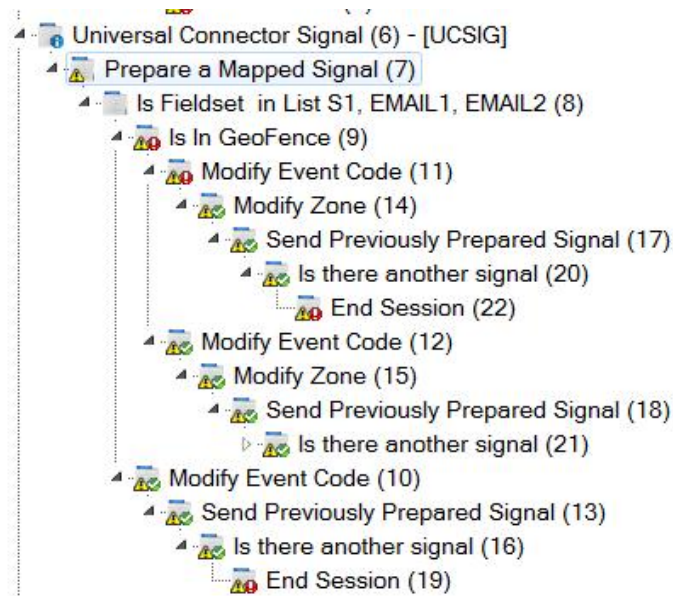 Universal Connector Signal (6) - [UCSIG]
Prepare a Mapped Signal (7)
Is Fieldset in List S1, EMAIL1, EMAIL2 (8)
Is In GeoFence (9)
Modify Event Code (11)
Modify Zone (14)
Send Previously Prepared Signal (17)
Is there another signal (20)
End Session (22)
Modify Event Code (12)
Modify Zone (15)
Send Previously Prepared Signal (18)
Is there another signal (21)
Modify Event Code (10)
Send Previously Prepared Signal (13)
Is there another signal (16)
End Session (19)